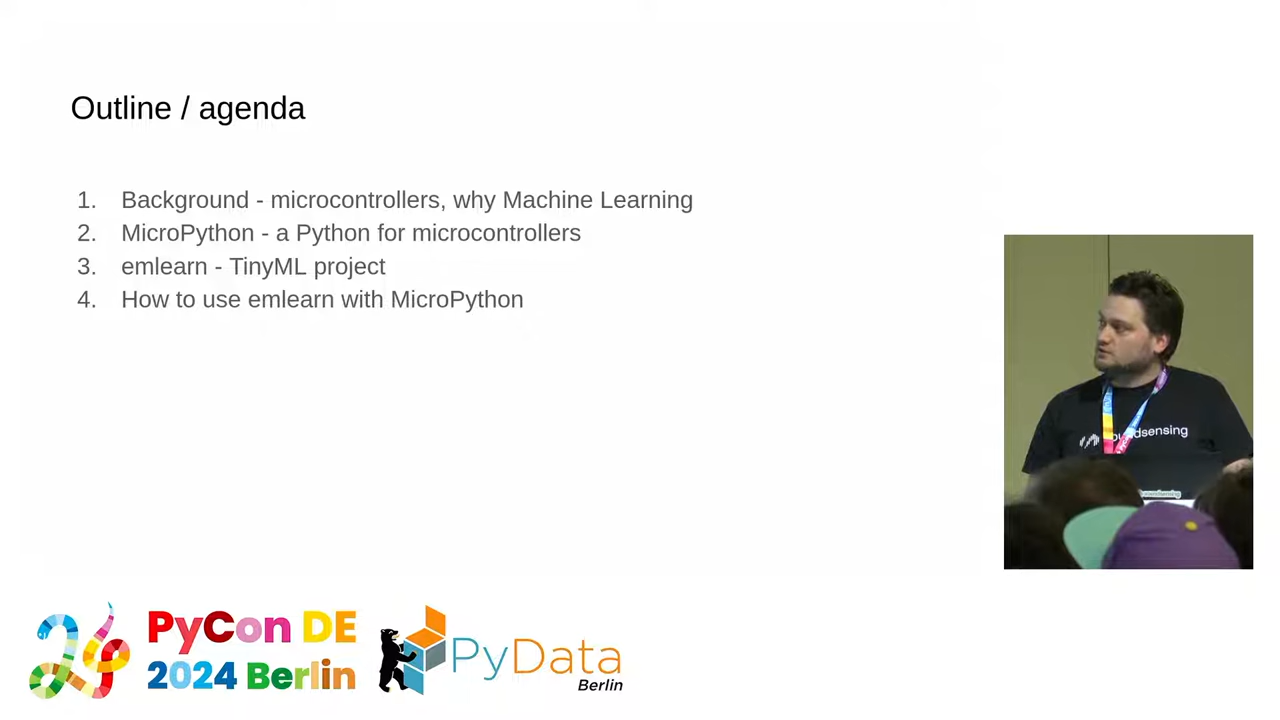 Outline / agenda
1. Background - microcontrollers, why Machine Learning
2. MicroPython - a Python for microcontrollers
3. emlearn - TinyML project
4. How to use emlearn with MicroPython
PyCon DE
2024 Berlin
PyData
Berlin